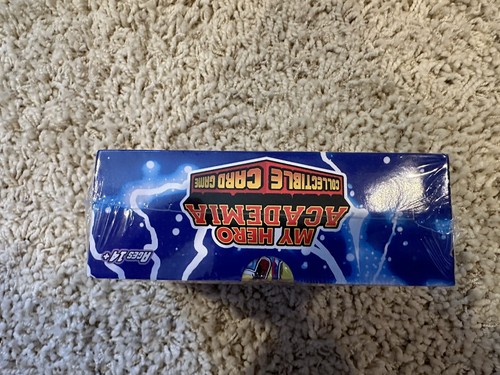 MY HERO
ACADEMIA
COLLECTIBLE CARD GAME
AGES 14+